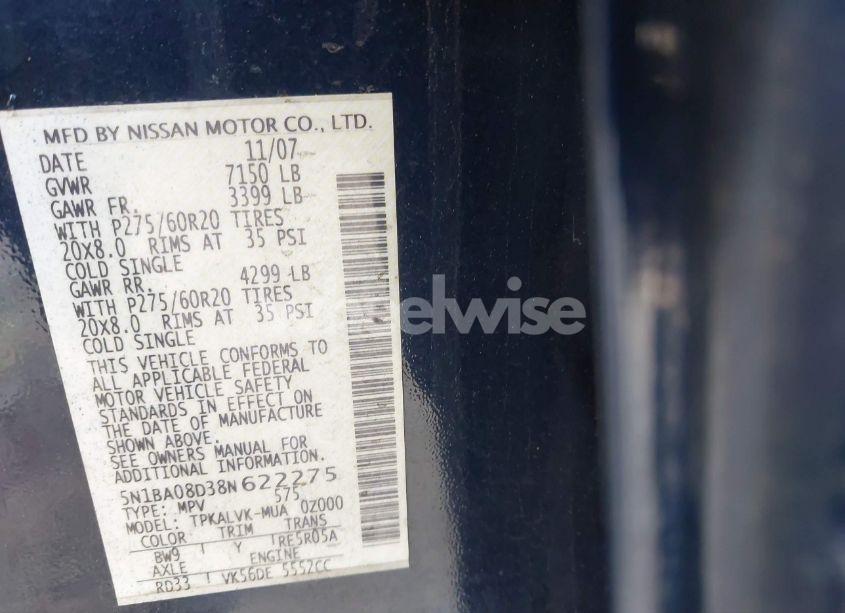 MFD BY NISSAN MOTOR CO., LTD.
DATE 11/07
GVWR 7150 LB
GAWR FR. 3399 LB
WITH P275/60R20 TIRES
20X8.0 RIMS AT 35 PSI
COLD SINGLE
GAWR RR. 4299 LB
WITH P275/60R20 TIRES
20X8.0 RIMS AT 35 PSI
COLD SINGLE
THIS VEHICLE CONFORMS TO
ALL APPLICABLE FEDERAL
MOTOR VEHICLE SAFETY
STANDARDS IN EFFECT ON
THE DATE OF MANUFACTURE
SHOWN ABOVE.
SEE OWNERS MANUAL FOR
ADDITIONAL INFORMATION.
5N1BA08D38N622275
TYPE: MPV 575
MODEL: TPKALVK-MUA 0Z000
COLOR TRIM TRANS
BW9 Y RE5R05A
AXLE ENGINE
RD33 VK56DE 5552CC